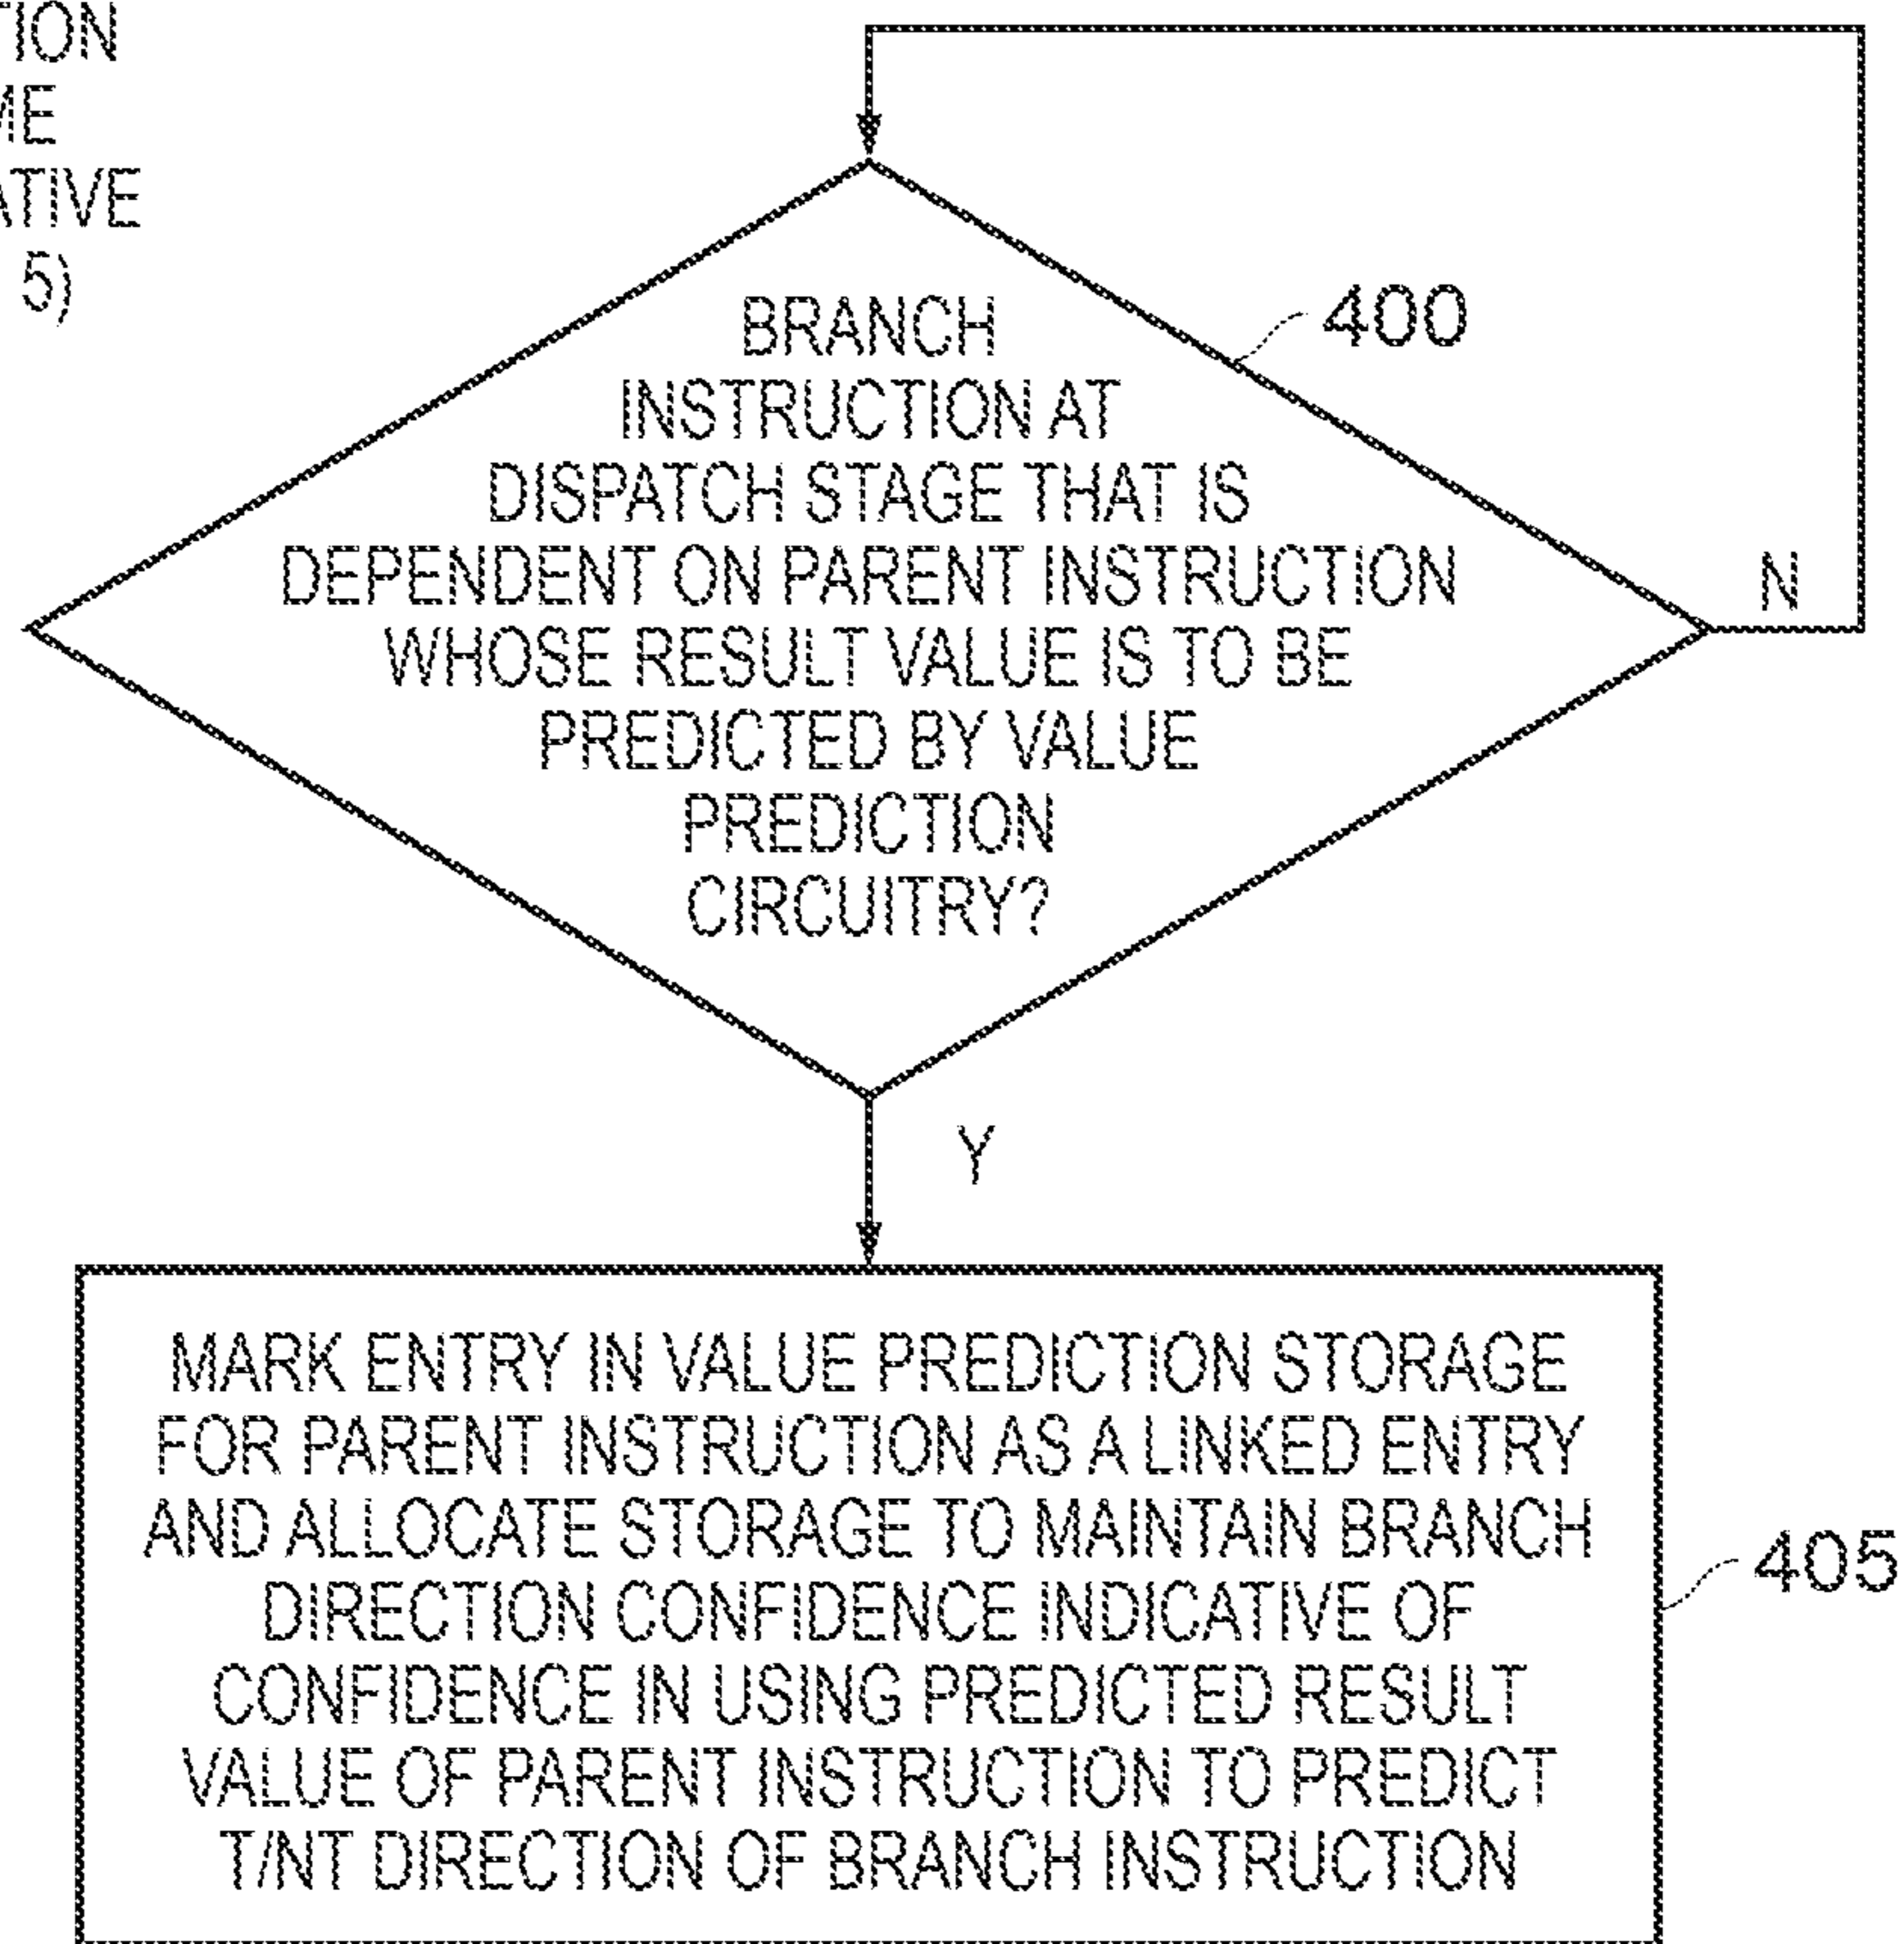 5)
BRANCH
INSTRUCTION AT
DISPATCH STAGE THAT IS
DEPENDENT ON PARENT INSTRUCTION
WHOSE RESULT VALUE IS TO BE
PREDICTED BY VALUE
PREDICTION
CIRCUITRY?
400
N
Y
MARK ENTRY IN VALUE PREDICTION STORAGE
FOR PARENT INSTRUCTION AS A LINKED ENTRY
AND ALLOCATE STORAGE TO MAINTAIN BRANCH
DIRECTION CONFIDENCE INDICATIVE OF
CONFIDENCE IN USING PREDICTED RESULT
VALUE OF PARENT INSTRUCTION TO PREDICT
T/NT DIRECTION OF BRANCH INSTRUCTION
405